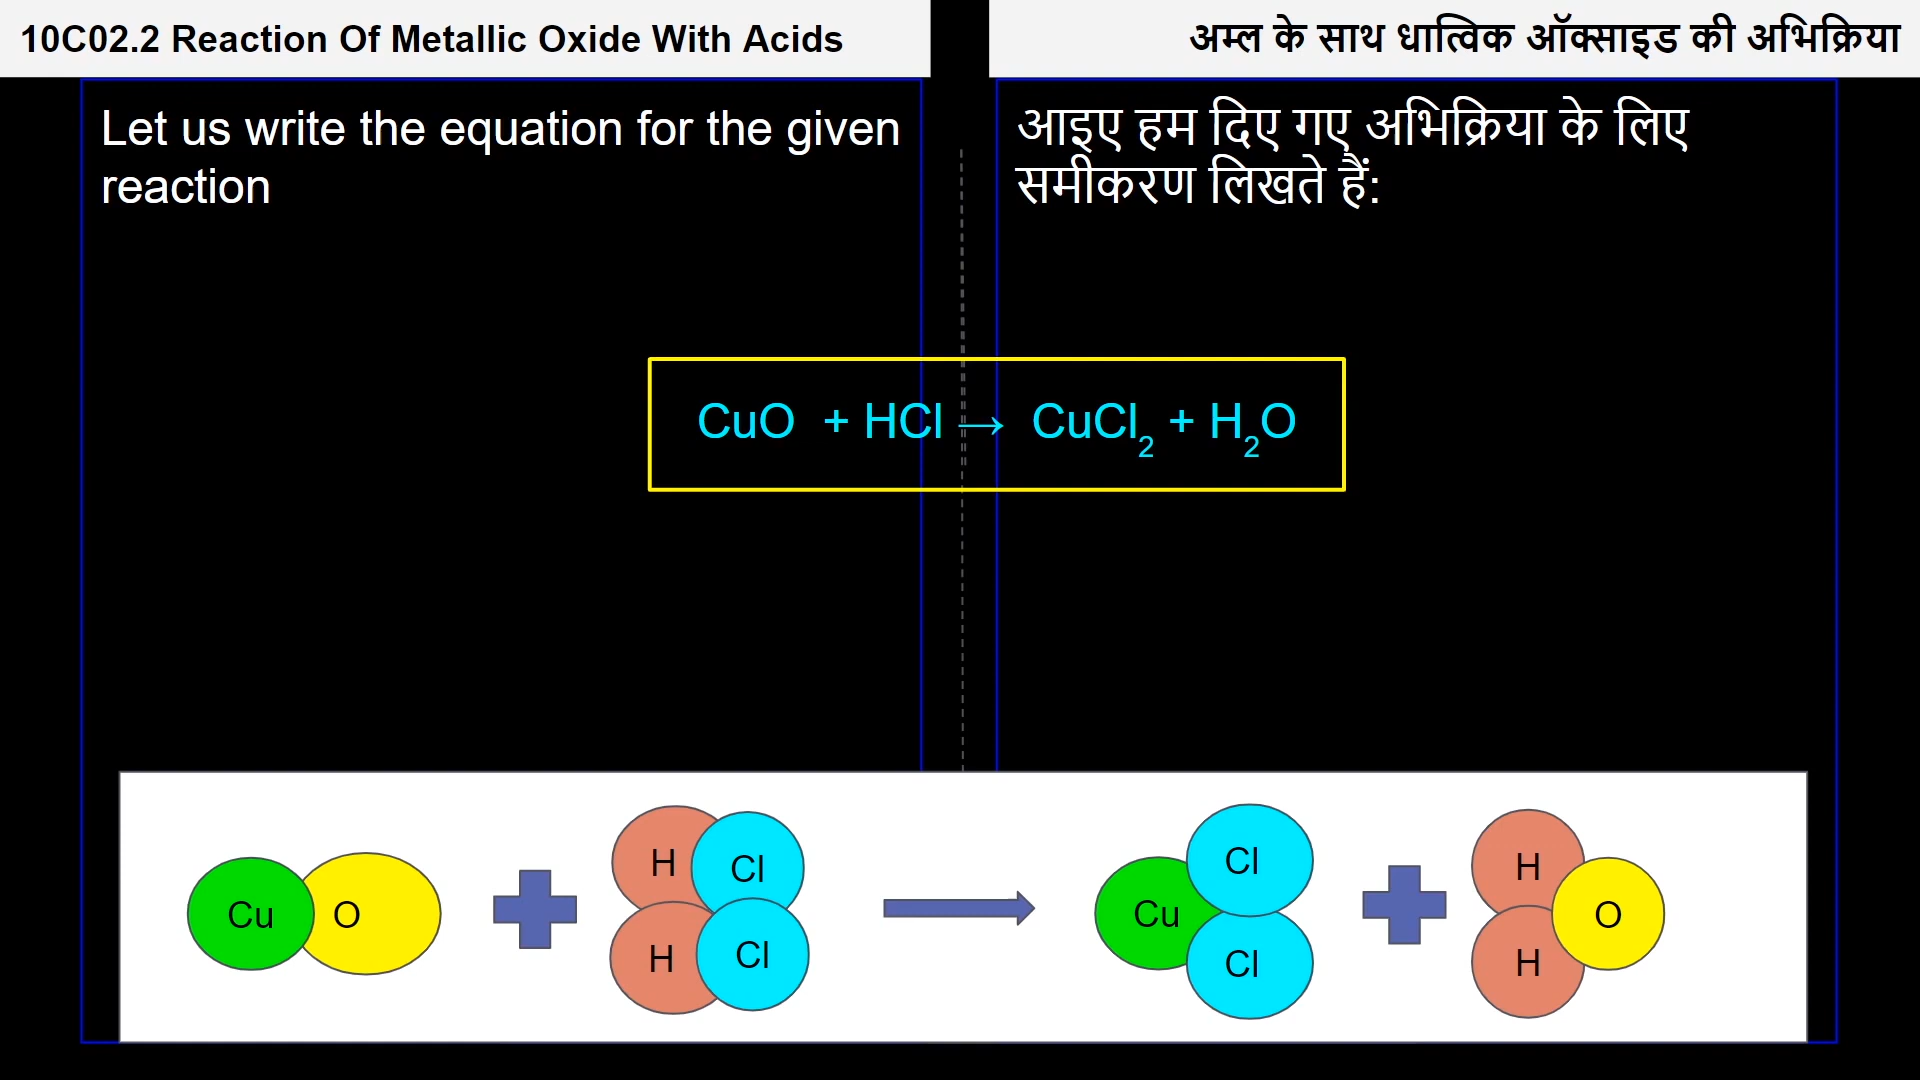 10C02.2 Reaction Of Metallic Oxide With Acids
अम्ल के साथ धात्विक ऑक्साइड की अभिक्रिया
Let us write the equation for the given
reaction
आइए हम दिए गए अभिक्रिया के लिए
समीकरण लिखते हैं:
CuO + HCl → CuCl₂ + H₂O
Cu O H Cl H Cl Cu Cl Cl H H O